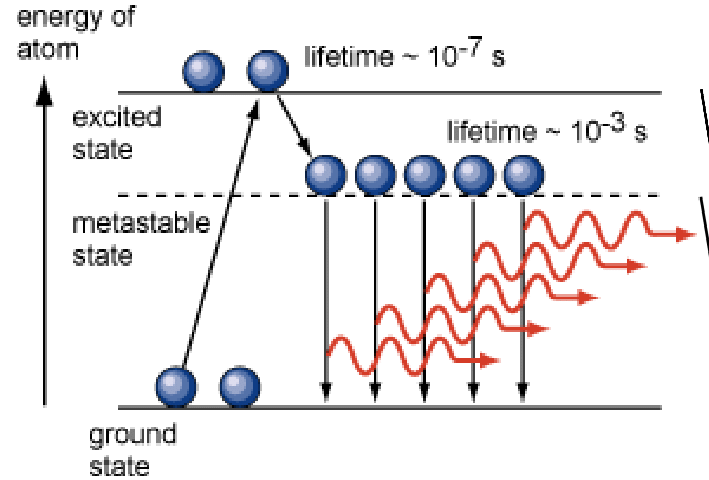 energy of
atom
lifetime ~ 10⁻⁷ s
excited
state
lifetime ~ 10⁻³ s
metastable
state
ground
state